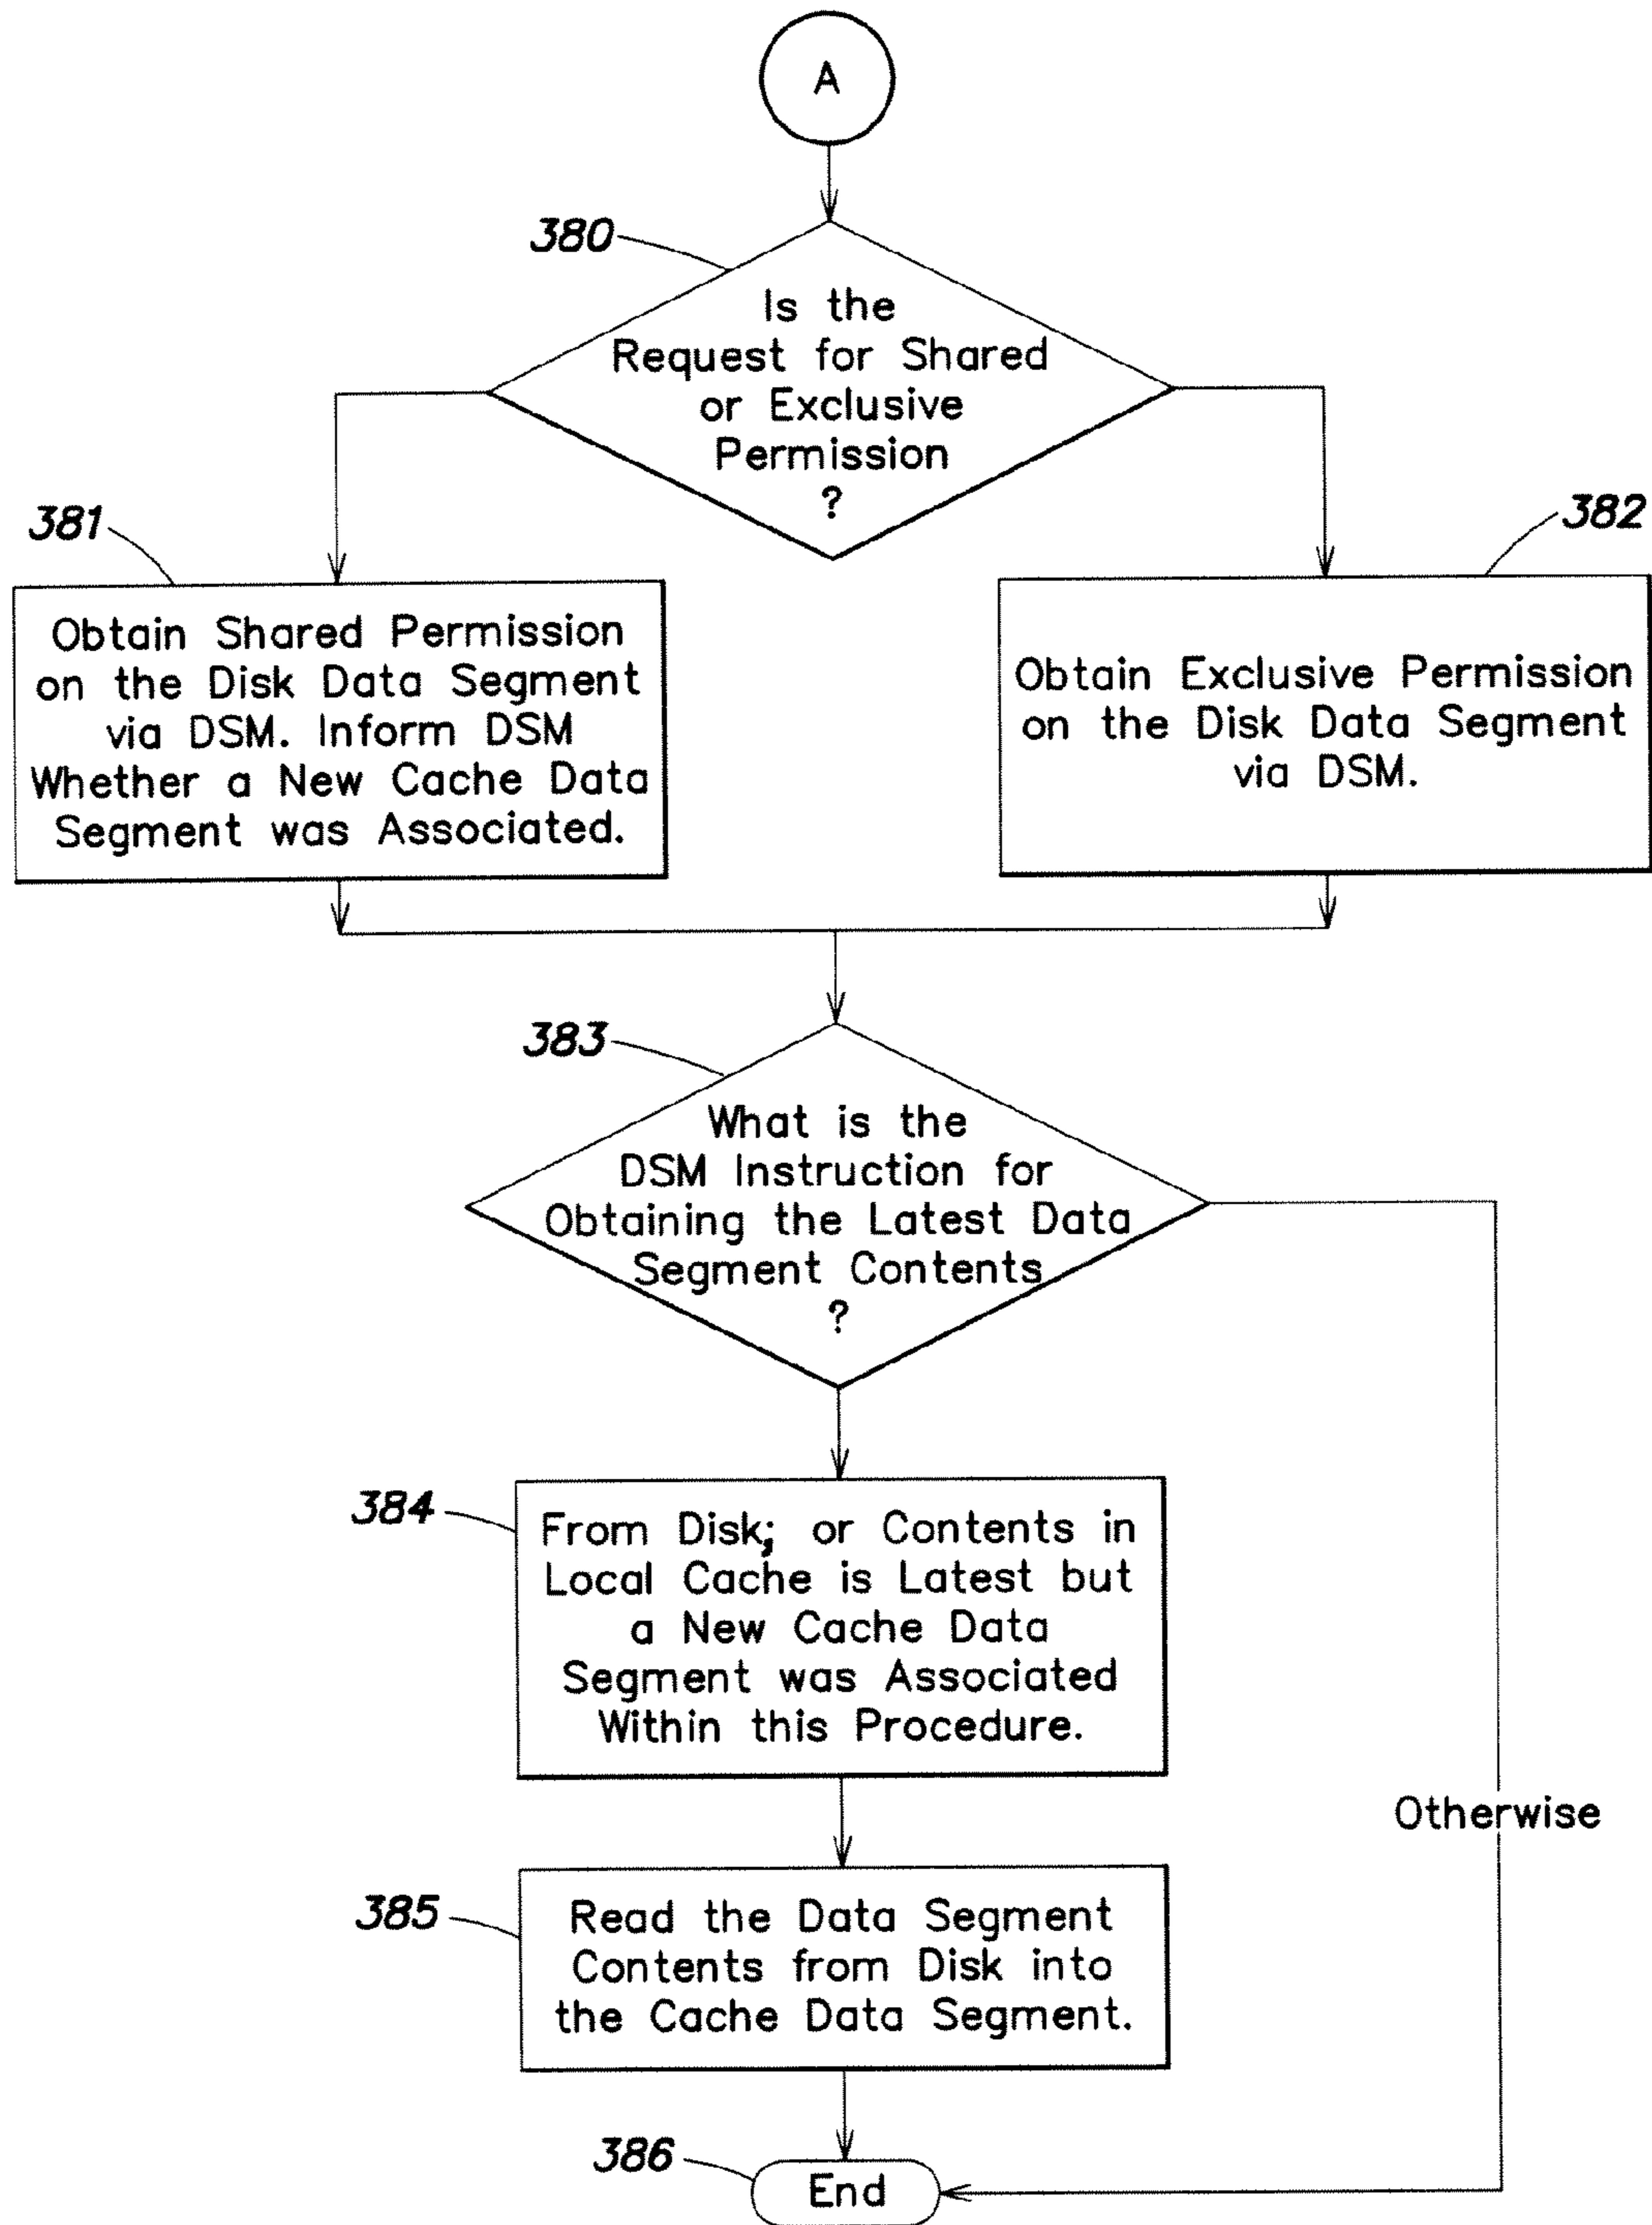 A
380
Is the
Request for Shared
or Exclusive
Permission
?
381
Obtain Shared Permission
on the Disk Data Segment
via DSM. Inform DSM
Whether a New Cache Data
Segment was Associated.
382
Obtain Exclusive Permission
on the Disk Data Segment
via DSM.
383
What is the
DSM Instruction for
Obtaining the Latest Data
Segment Contents
?
384
From Disk; or Contents in
Local Cache is Latest but
a New Cache Data
Segment was Associated
Within this Procedure.
Otherwise
385
Read the Data Segment
Contents from Disk into
the Cache Data Segment.
386
End